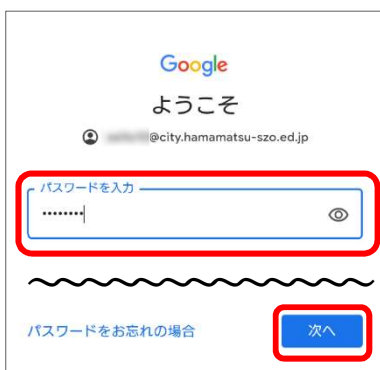 Google
ようこそ
@city.hamamatsu-szo.ed.jp
パスワードを入力
••••••••
パスワードをお忘れの場合
次へ